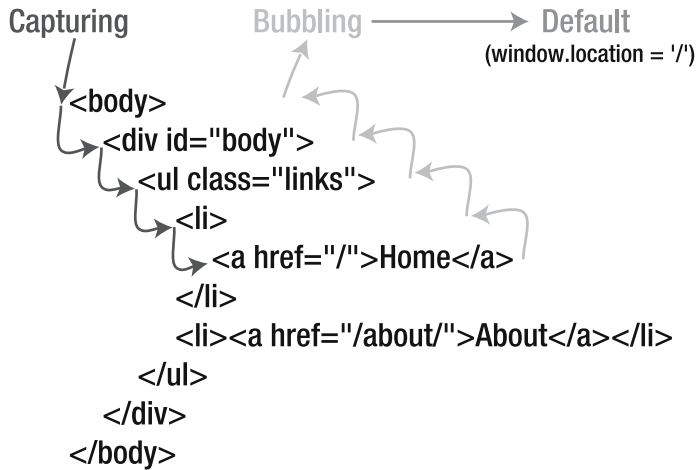 Capturing Bubbling Default
(window.location = '/')
<body>
<div id="body">
<ul class="links">
<li>
<a href="/">Home</a>
</li>
<li><a href="/about/">About</a></li>
</ul>
</div>
</body>